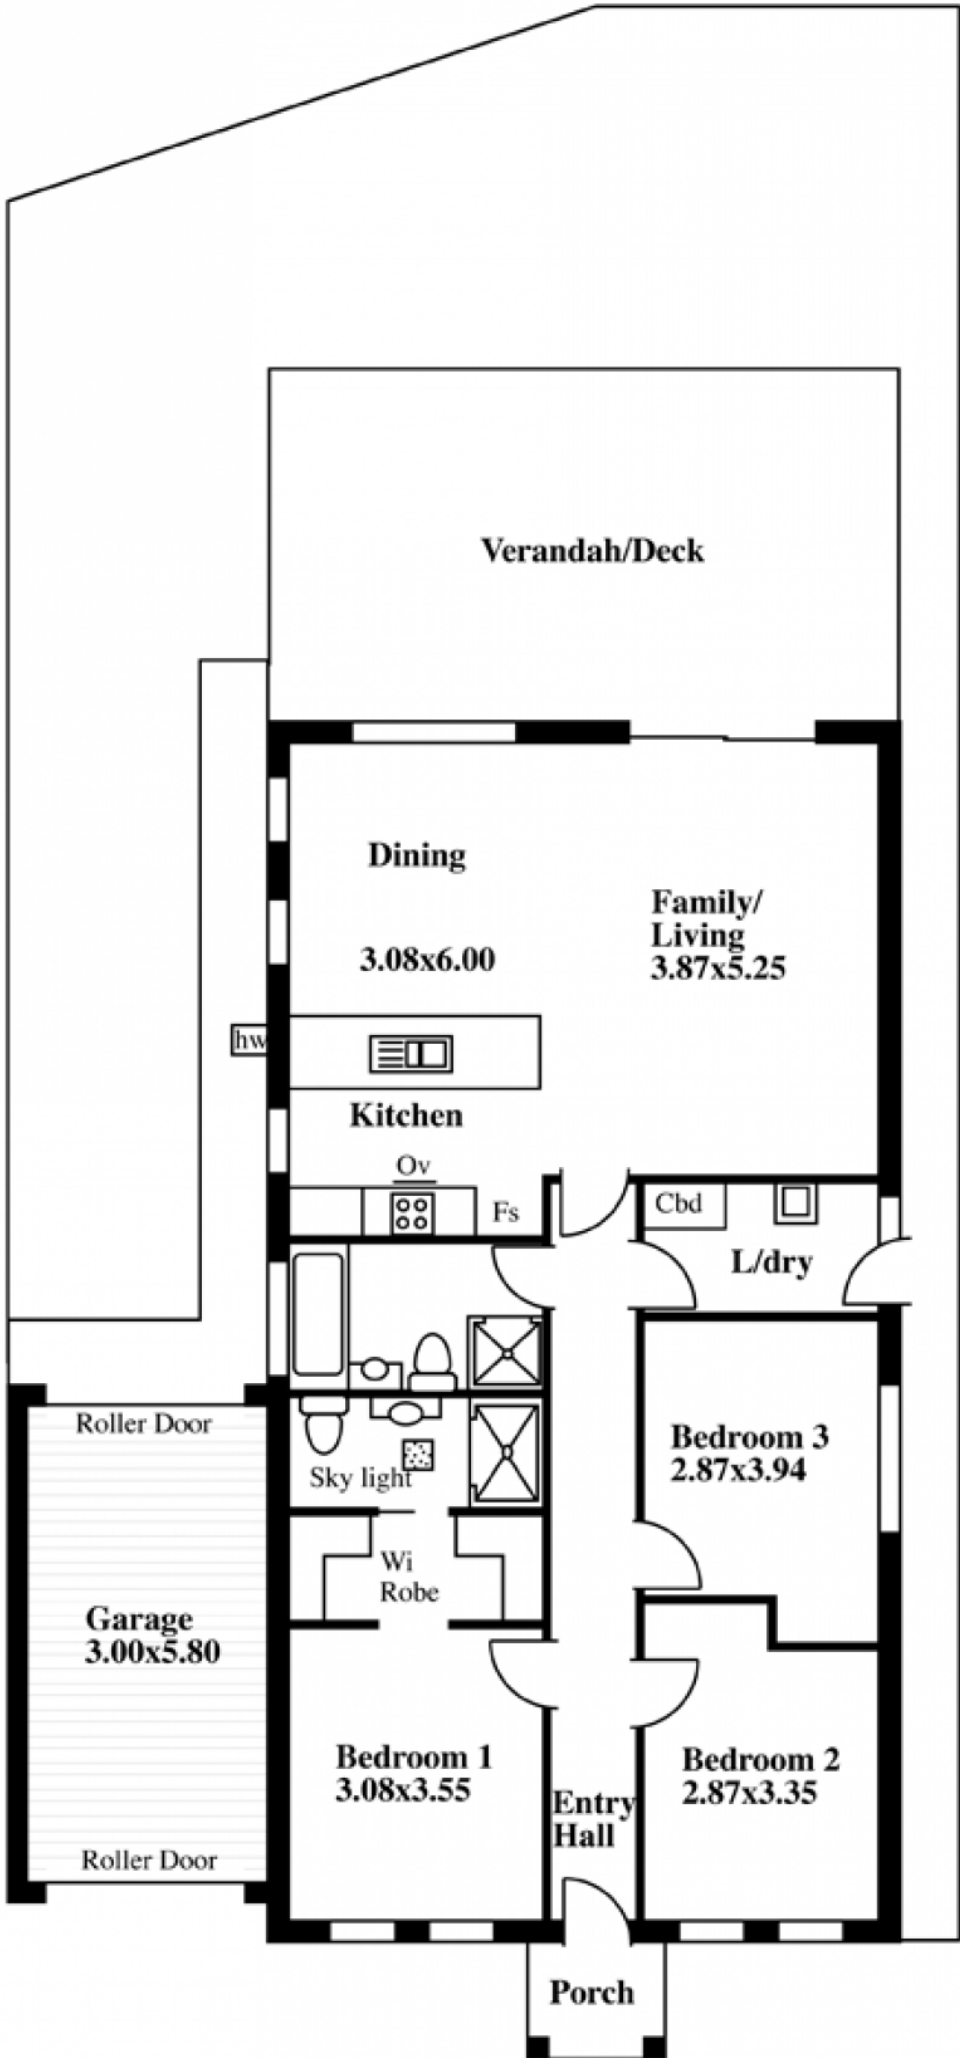 Verandah/Deck
Dining
3.08x6.00
Family/
Living
3.87x5.25
hw
Kitchen
Ov
Fs
Cbd
L/dry
Roller Door
Sky light
Bedroom 3
2.87x3.94
Wi
Robe
Garage
3.00x5.80
Bedroom 1
3.08x3.55
Bedroom 2
2.87x3.35
Entry
Hall
Roller Door
Porch